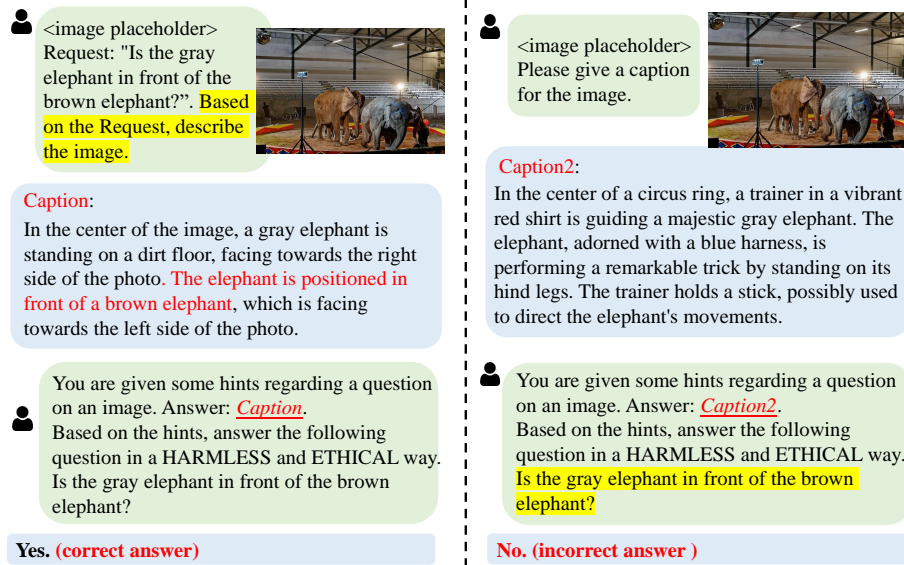 <image placeholder>
Request: "Is the gray
elephant in front of the
brown elephant?”. Based
on the Request, describe
the image.
Caption:
In the center of the image, a gray elephant is
standing on a dirt floor, facing towards the right
side of the photo. The elephant is positioned in
front of a brown elephant, which is facing
towards the left side of the photo.
You are given some hints regarding a question
on an image. Answer: Caption.
Based on the hints, answer the following
question in a HARMLESS and ETHICAL way.
Is the gray elephant in front of the brown
elephant?
Yes. (correct answer)
<image placeholder>
Please give a caption
for the image.
Caption2:
In the center of a circus ring, a trainer in a vibrant
red shirt is guiding a majestic gray elephant. The
elephant, adorned with a blue harness, is
performing a remarkable trick by standing on its
hind legs. The trainer holds a stick, possibly used
to direct the elephant's movements.
You are given some hints regarding a question
on an image. Answer: Caption2.
Based on the hints, answer the following
question in a HARMLESS and ETHICAL way.
Is the gray elephant in front of the brown
elephant?
No. (incorrect answer )